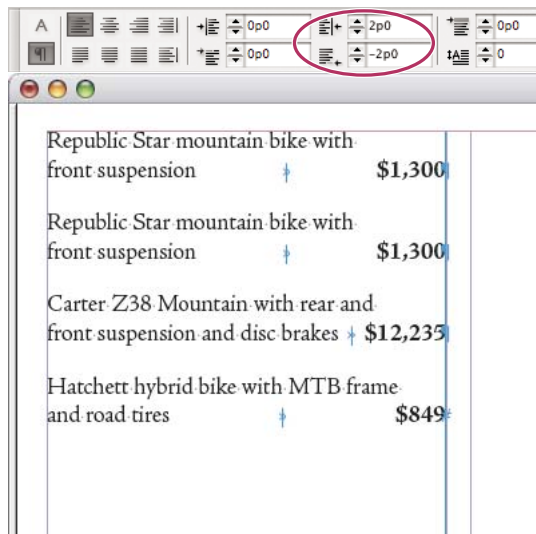 A 0p0 2p0 0p0
¶ 0p0 -2p0 0
Republic Star mountain bike with
front suspension $1,300
Republic Star mountain bike with
front suspension $1,300
Carter Z38 Mountain with rear and
front suspension and disc brakes $12,235
Hatchett hybrid bike with MTB frame
and road tires $849